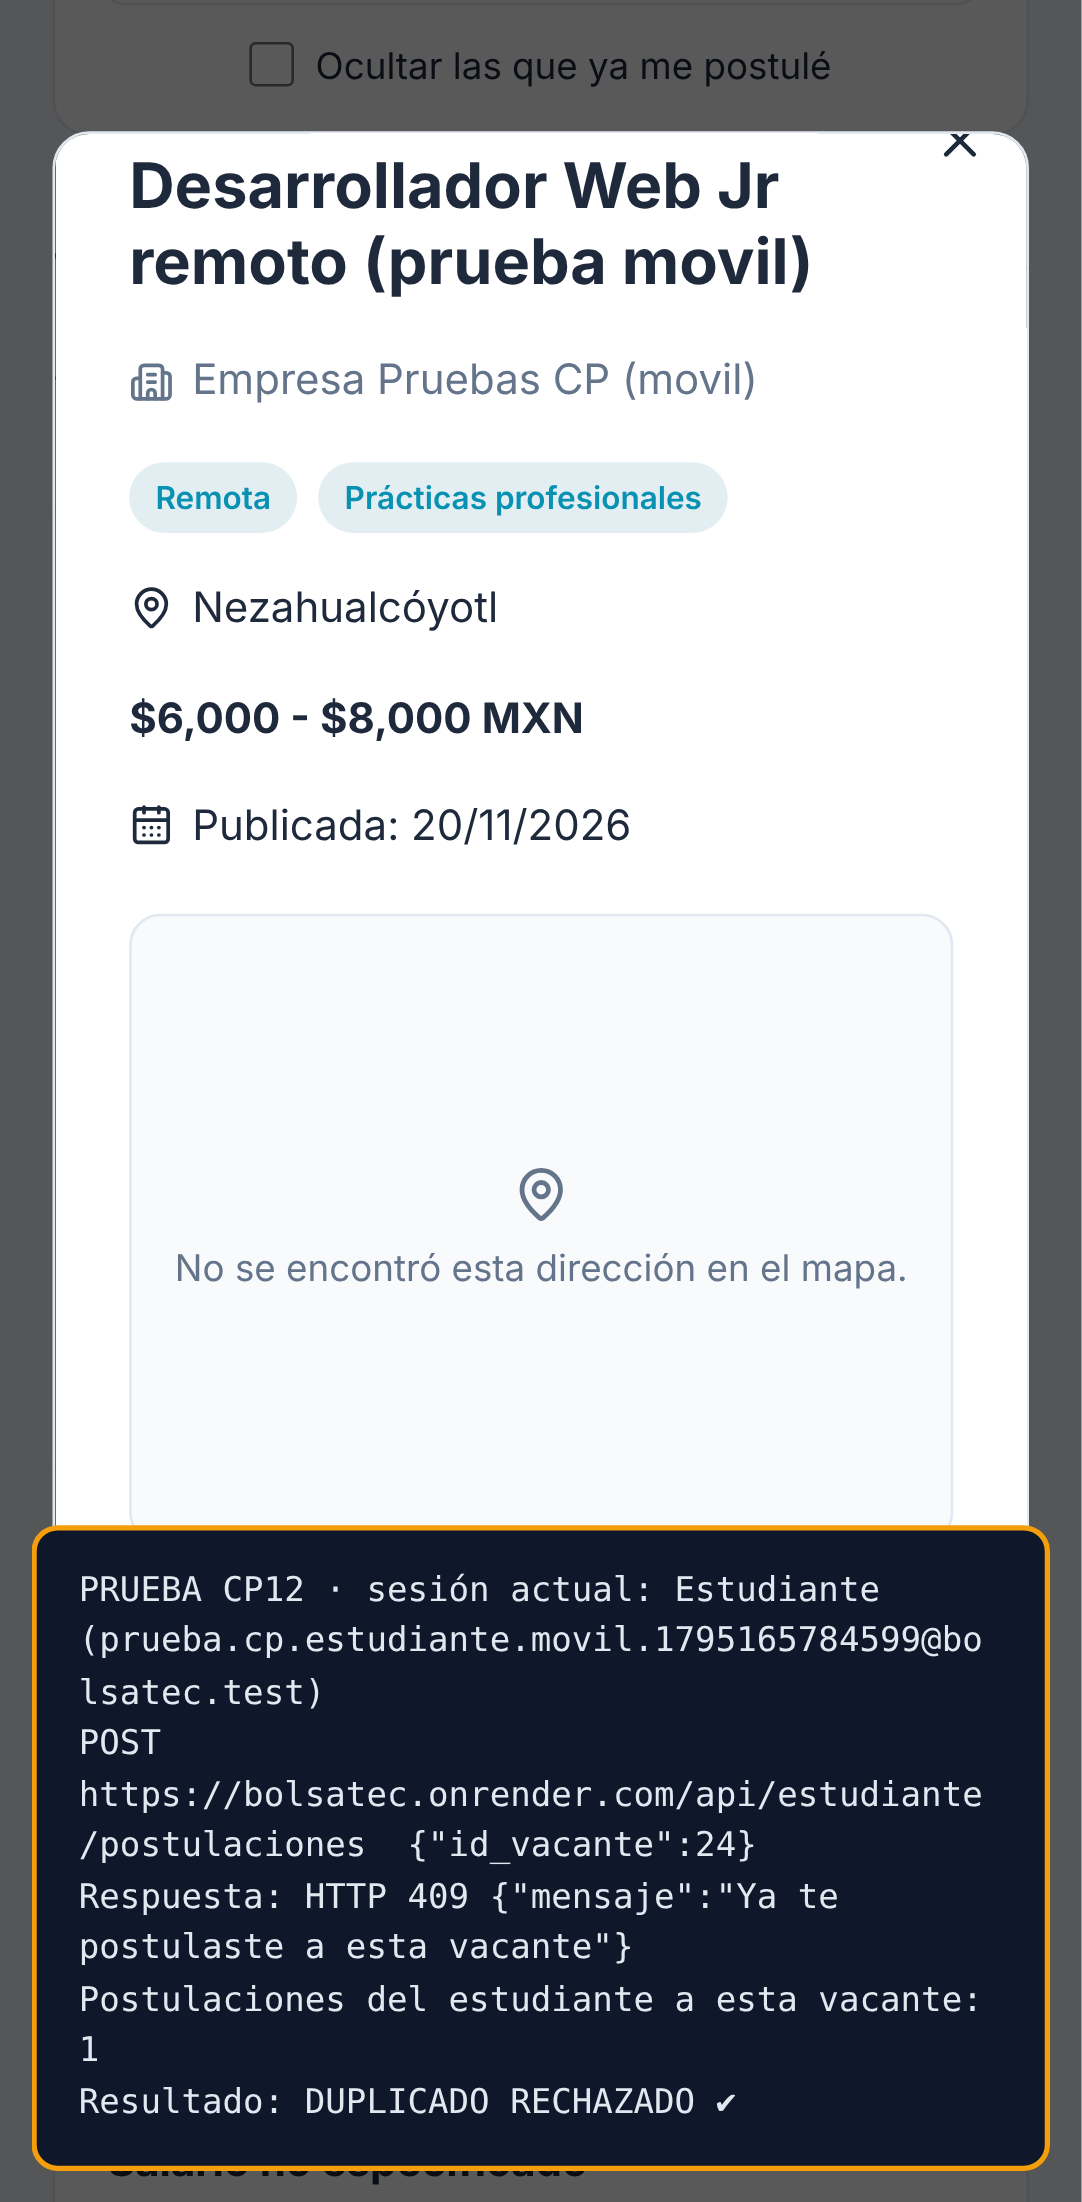 Ocultar las que ya me postulé
Desarrollador Web Jr
remoto (prueba movil)
Empresa Pruebas CP (movil)
Remota
Prácticas profesionales
Nezahualcóyotl
$6,000 - $8,000 MXN
Publicada: 20/11/2026
No se encontró esta dirección en el mapa.
PRUEBA CP12 · sesión actual: Estudiante
(prueba.cp.estudiante.movil.1795165784599@bo
lsatec.test)
POST
https://bolsatec.onrender.com/api/estudiante
/postulaciones  {"id_vacante":24}
Respuesta: HTTP 409 {"mensaje":"Ya te
postulaste a esta vacante"}
Postulaciones del estudiante a esta vacante:
1
Resultado: DUPLICADO RECHAZADO ✔